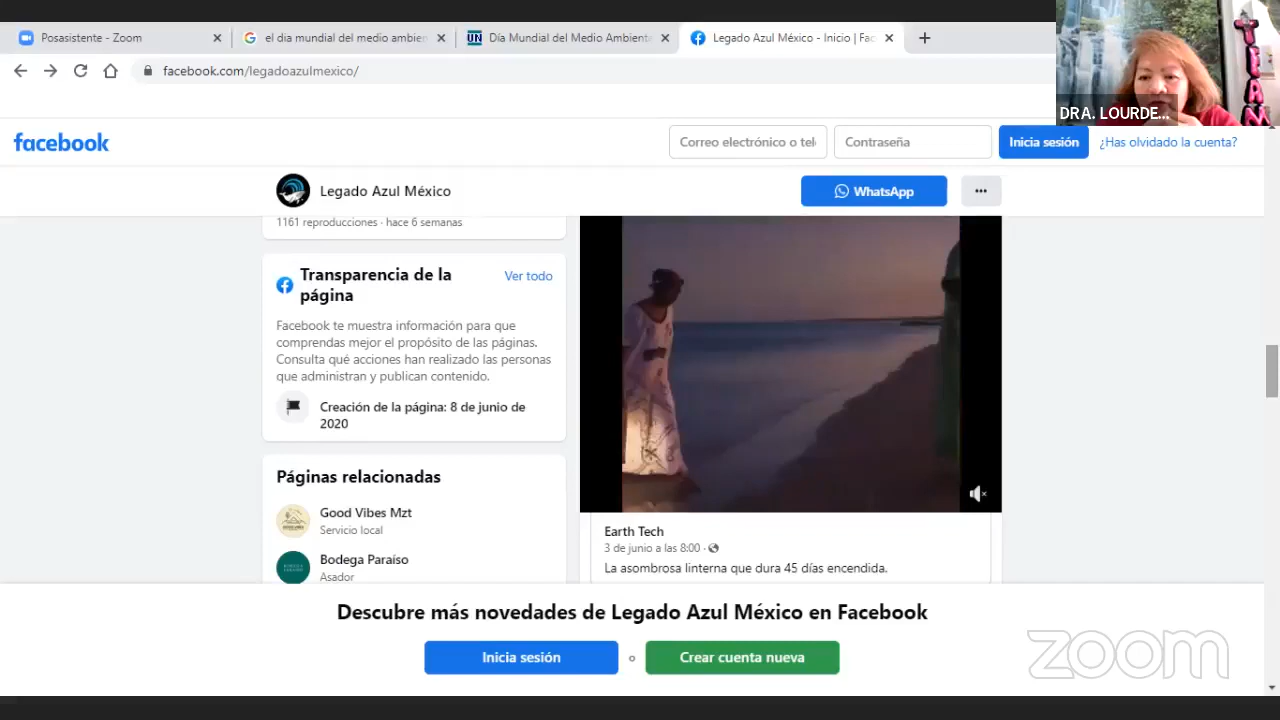 Posasistente - Zoom
el dia mundial del medio ambien
UN
Día Mundial del Medio Ambient
Legado Azul México - Inicio | Fac
facebook.com/legadoazulmexico/
TEAM
DRA. LOURDE...
facebook
Correo electrónico o tel
Contraseña
Inicia sesión
¿Has olvidado la cuenta?
Legado Azul México
WhatsApp
1161 reproducciones · hace 6 semanas
Transparencia de la
página
Ver todo
Facebook te muestra información para que
comprendas mejor el propósito de las páginas.
Consulta qué acciones han realizado las personas
que administran y publican contenido.
Creación de la página: 8 de junio de
2020
Páginas relacionadas
Good Vibes Mzt
Servicio local
Bodega Paraíso
Asador
Earth Tech
3 de junio a las 8:00 ·
La asombrosa linterna que dura 45 días encendida.
Descubre más novedades de Legado Azul México en Facebook
Inicia sesión
o
Crear cuenta nueva
zoom